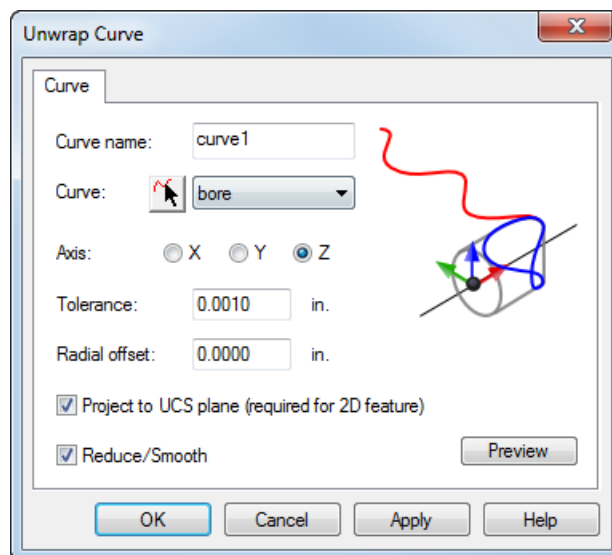 Unwrap Curve
Curve
Curve name: curve1
Curve: bore
Axis: X Y Z
Tolerance: 0.0010 in.
Radial offset: 0.0000 in.
Project to UCS plane (required for 2D feature)
Reduce/Smooth
Preview
OK Cancel Apply Help